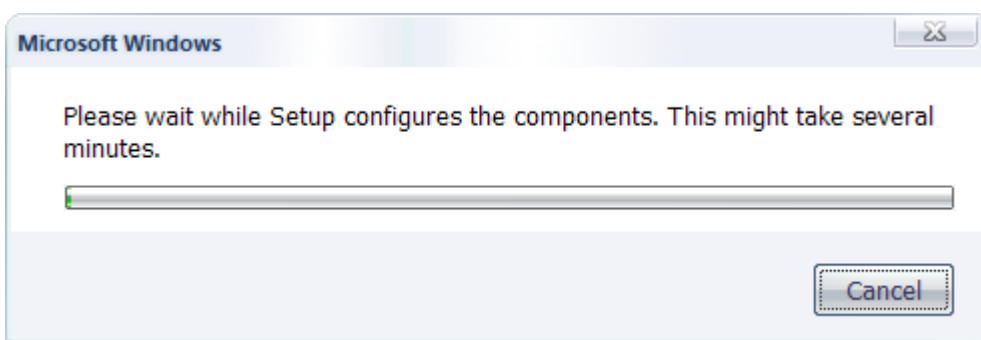 Microsoft Windows
Please wait while Setup configures the components. This might take several
minutes.
Cancel